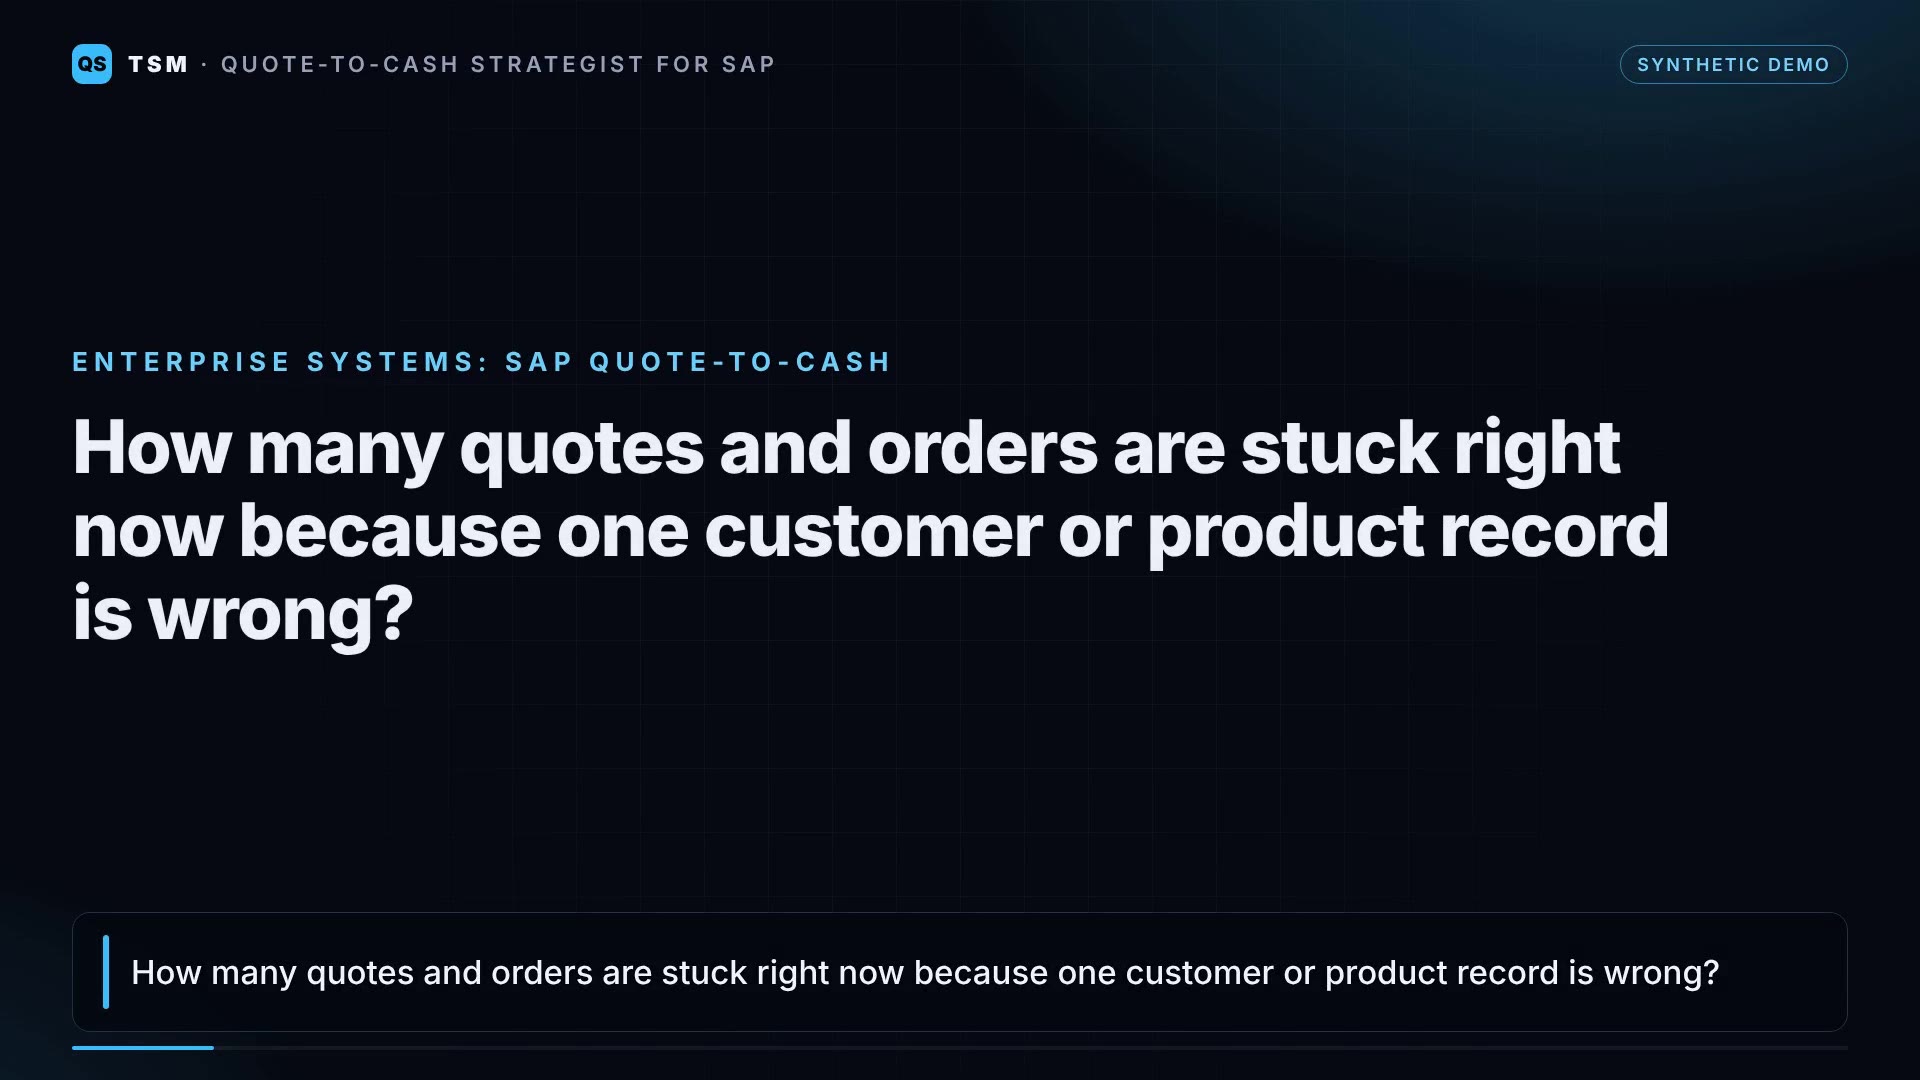 QS TSM · QUOTE-TO-CASH STRATEGIST FOR SAP
SYNTHETIC DEMO
ENTERPRISE SYSTEMS: SAP QUOTE-TO-CASH
How many quotes and orders are stuck right
now because one customer or product record
is wrong?
How many quotes and orders are stuck right now because one customer or product record is wrong?